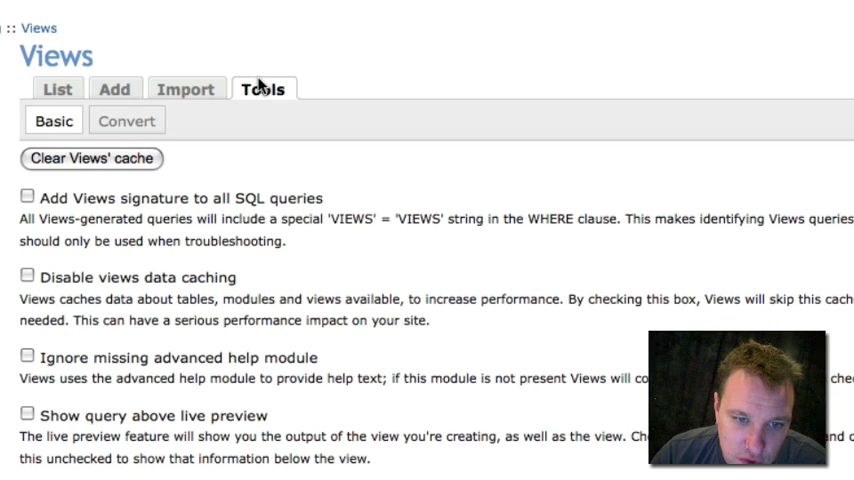 :: Views
Views
List Add Import Tools
Basic Convert
Clear Views' cache
Add Views signature to all SQL queries
All Views-generated queries will include a special 'VIEWS' = 'VIEWS' string in the WHERE clause. This makes identifying Views queries
should only be used when troubleshooting.
Disable views data caching
Views caches data about tables, modules and views available, to increase performance. By checking this box, Views will skip this
needed. This can have a serious performance impact on your site.
Ignore missing advanced help module
Views uses the advanced help module to provide help text; if this module is not present Views will
Show query above live preview
The live preview feature will show you the output of the view you're creating, as well as the view. and
this unchecked to show that information below the view.